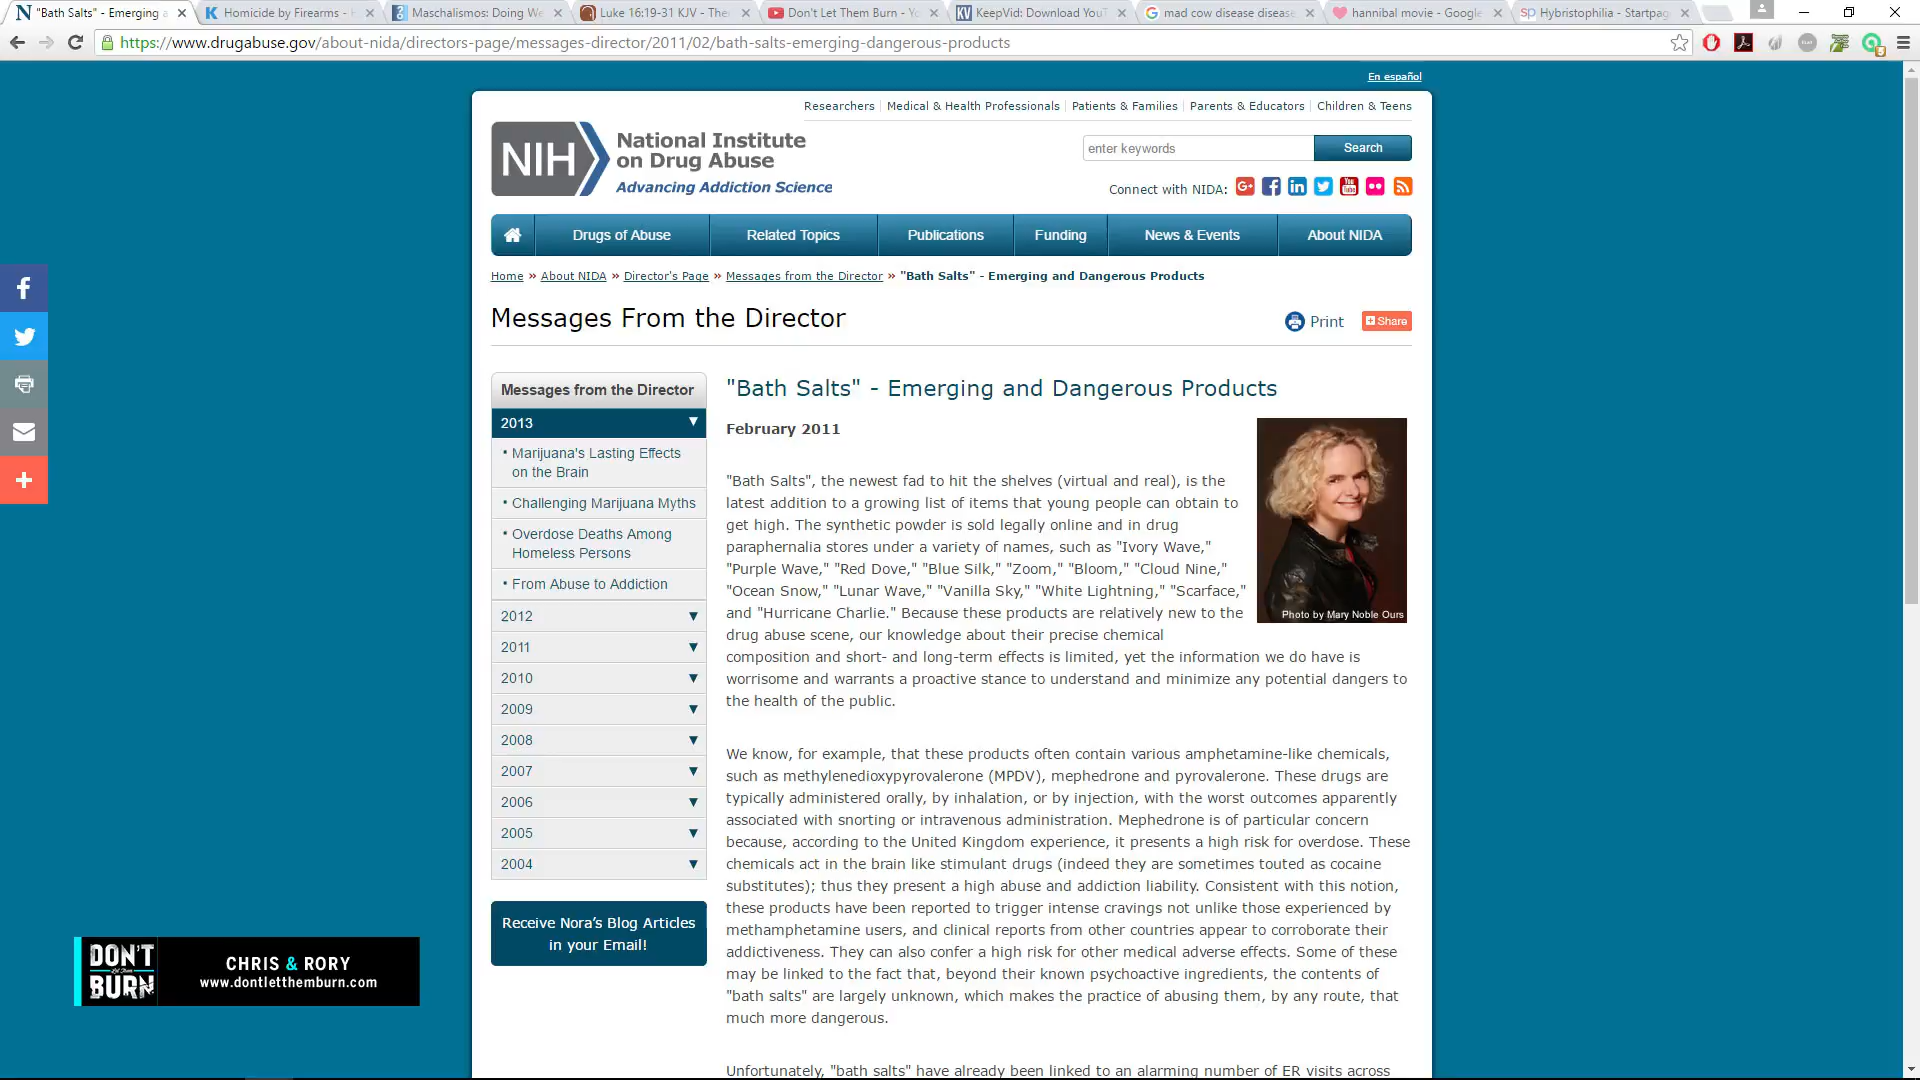 "Bath Salts" - Emerging a
Homicide by Firearms - H
Maschalismos: Doing We
Luke 16:19-31 KJV - The
Don't Let Them Burn - Yo
KeepVid: Download YouT
mad cow disease disease
hannibal movie - Google
Hybristophilia - Startpag
https://www.drugabuse.gov/about-nida/directors-page/messages-director/2011/02/bath-salts-emerging-dangerous-products
En español
Researchers Medical & Health Professionals Patients & Families Parents & Educators Children & Teens
NIH National Institute
on Drug Abuse
Advancing Addiction Science
enter keywords Search
Connect with NIDA:
Drugs of Abuse Related Topics Publications Funding News & Events About NIDA
Home » About NIDA » Director's Page » Messages from the Director » "Bath Salts" - Emerging and Dangerous Products
Messages From the Director
Print Share
Messages from the Director
2013
• Marijuana's Lasting Effects
on the Brain
• Challenging Marijuana Myths
• Overdose Deaths Among
Homeless Persons
• From Abuse to Addiction
2012
2011
2010
2009
2008
2007
2006
2005
2004
Receive Nora's Blog Articles
in your Email!
"Bath Salts" - Emerging and Dangerous Products
February 2011
"Bath Salts", the newest fad to hit the shelves (virtual and real), is the
latest addition to a growing list of items that young people can obtain to
get high. The synthetic powder is sold legally online and in drug
paraphernalia stores under a variety of names, such as "Ivory Wave,"
"Purple Wave," "Red Dove," "Blue Silk," "Zoom," "Bloom," "Cloud Nine,"
"Ocean Snow," "Lunar Wave," "Vanilla Sky," "White Lightning," "Scarface,"
and "Hurricane Charlie." Because these products are relatively new to the
drug abuse scene, our knowledge about their precise chemical
composition and short- and long-term effects is limited, yet the information we do have is
worrisome and warrants a proactive stance to understand and minimize any potential dangers to
the health of the public.
Photo by Mary Noble Ours
We know, for example, that these products often contain various amphetamine-like chemicals,
such as methylenedioxypyrovalerone (MPDV), mephedrone and pyrovalerone. These drugs are
typically administered orally, by inhalation, or by injection, with the worst outcomes apparently
associated with snorting or intravenous administration. Mephedrone is of particular concern
because, according to the United Kingdom experience, it presents a high risk for overdose. These
chemicals act in the brain like stimulant drugs (indeed they are sometimes touted as cocaine
substitutes); thus they present a high abuse and addiction liability. Consistent with this notion,
these products have been reported to trigger intense cravings not unlike those experienced by
methamphetamine users, and clinical reports from other countries appear to corroborate their
addictiveness. They can also confer a high risk for other medical adverse effects. Some of these
may be linked to the fact that, beyond their known psychoactive ingredients, the contents of
"bath salts" are largely unknown, which makes the practice of abusing them, by any route, that
much more dangerous.
Unfortunately, "bath salts" have already been linked to an alarming number of ER visits across
DON'T
Let Them
BURN
CHRIS & RORY
www.dontletthemburn.com